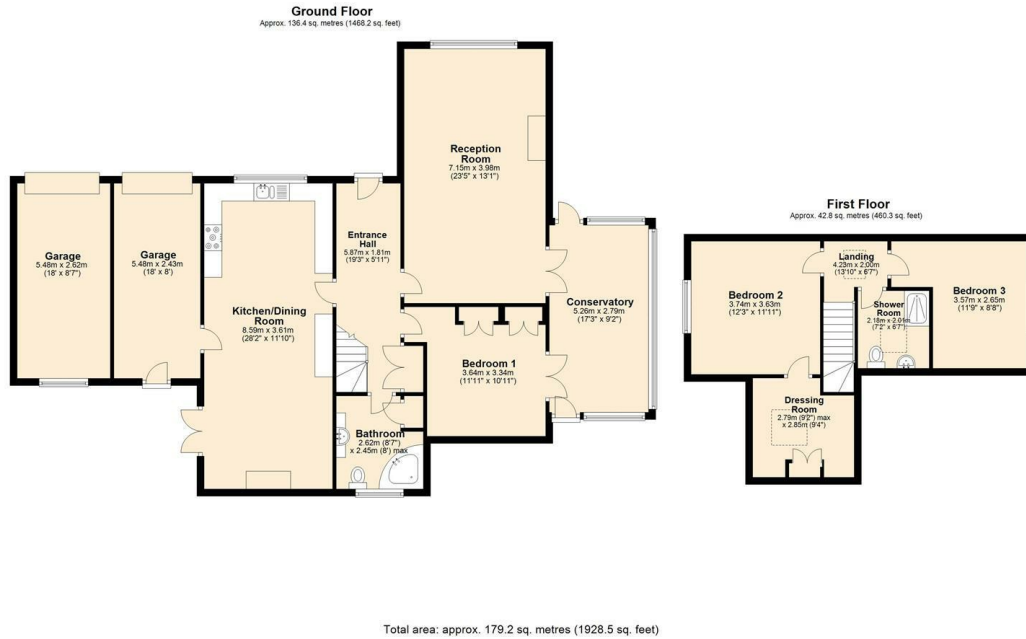 Ground Floor
Approx. 136.4 sq. metres (1468.2 sq. feet)
Reception
Room
7.15m x 3.98m
(23'5" x 13'1")
Garage
5.48m x 2.62m
(18' x 8'7")
Garage
5.48m x 2.43m
(18' x 8')
Entrance
Hall
5.87m x 1.81m
(19'3" x 5'11")
Kitchen/Dining
Room
8.59m x 3.61m
(28'2" x 11'10")
Conservatory
5.26m x 2.79m
(17'3" x 9'2")
Bedroom 1
3.64m x 3.34m
(11'11" x 10'11")
Bathroom
2.62m (8'7")
x 2.45m (8') max
First Floor
Approx. 42.8 sq. metres (460.3 sq. feet)
Landing
4.23m x 2.00m
(13'10" x 6'7")
Bedroom 2
3.74m x 3.63m
(12'3" x 11'11")
Shower
Room
2.18m x 2.01m
(7'2" x 6'7")
Bedroom 3
3.57m x 2.65m
(11'9" x 8'8")
Dressing
Room
2.79m (9'2") max
x 2.85m (9'4")
Total area: approx. 179.2 sq. metres (1928.5 sq. feet)